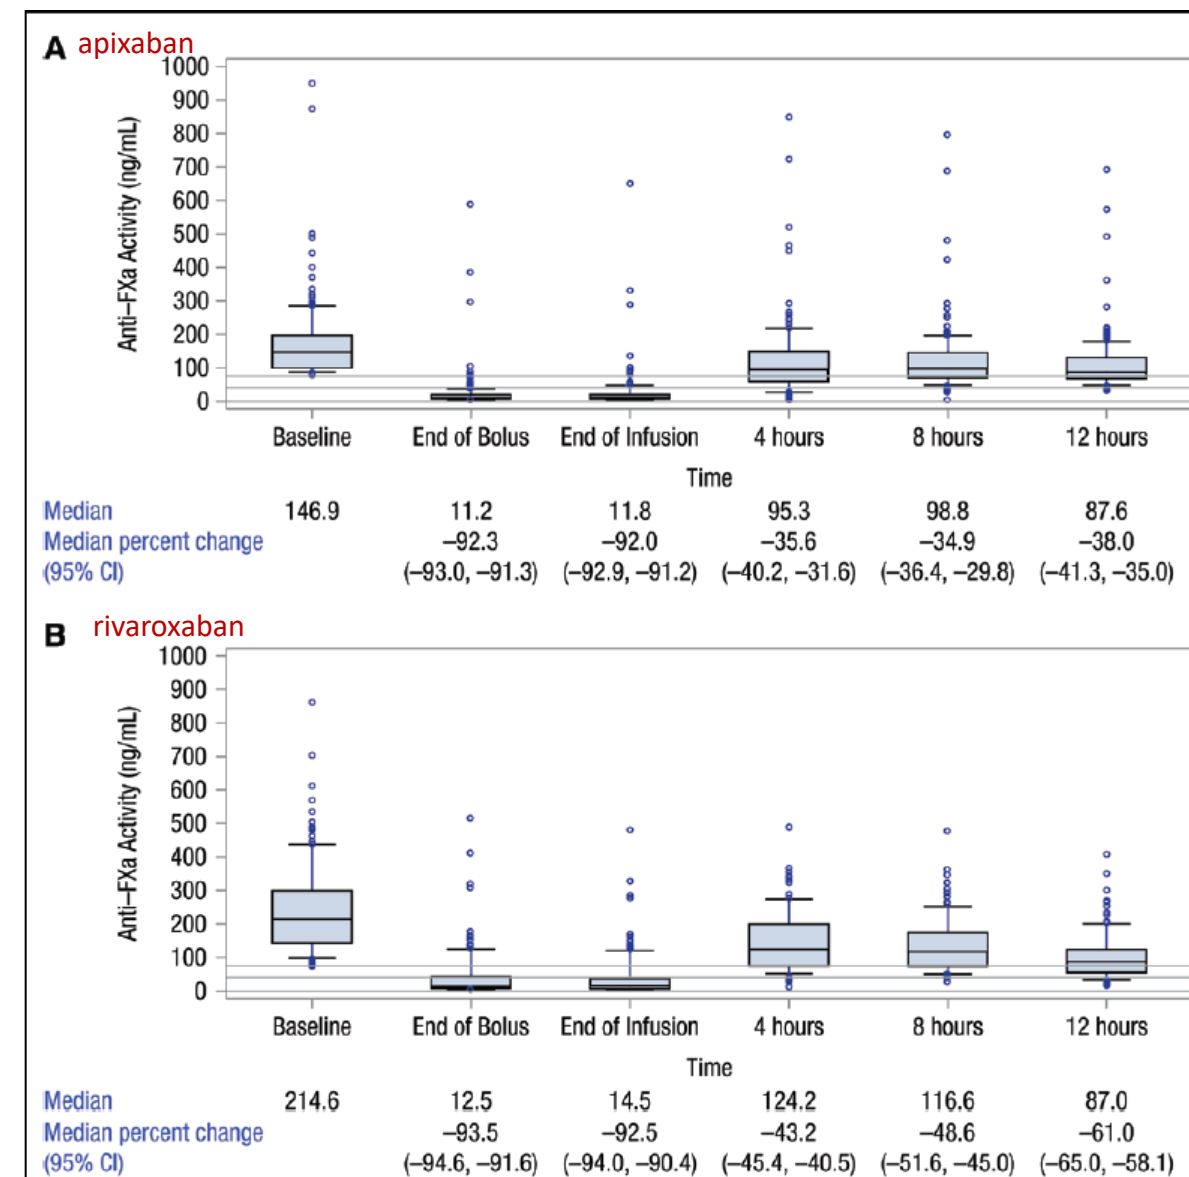 A apixaban
1000
900
800
700
600
500
400
300
200
100
0
Anti–FXa Activity (ng/mL)
Baseline End of Bolus End of Infusion 4 hours 8 hours 12 hours
Time
Median 146.9 11.2 11.8 95.3 98.8 87.6
Median percent change –92.3 –92.0 –35.6 –34.9 –38.0
(95% CI) (–93.0, –91.3) (–92.9, –91.2) (–40.2, –31.6) (–36.4, –29.8) (–41.3, –35.0)
B rivaroxaban
1000
900
800
700
600
500
400
300
200
100
0
Anti–FXa Activity (ng/mL)
Baseline End of Bolus End of Infusion 4 hours 8 hours 12 hours
Time
Median 214.6 12.5 14.5 124.2 116.6 87.0
Median percent change –93.5 –92.5 –43.2 –48.6 –61.0
(95% CI) (–94.6, –91.6) (–94.0, –90.4) (–45.4, –40.5) (–51.6, –45.0) (–65.0, –58.1)